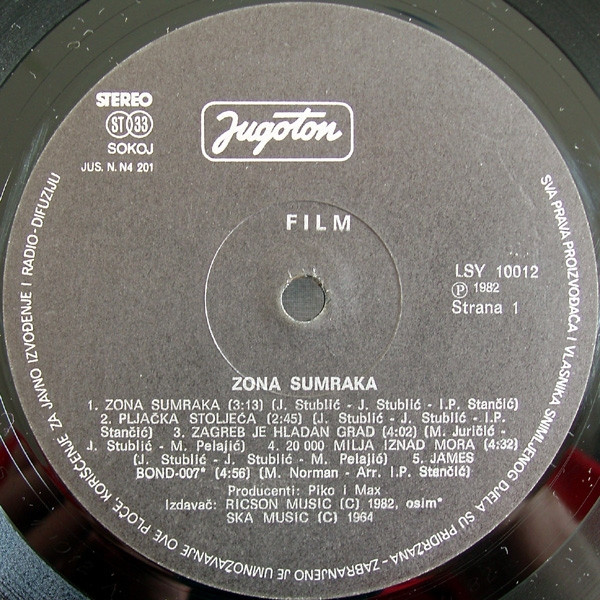 STEREO
ST 33
SOKOJ
JUS. N. N4 201
Jugoton
FILM
LSY 10012
Ⓟ 1982
Strana 1
ZONA SUMRAKA
1. ZONA SUMRAKA (3:13) (J. Stublić - J. Stublić - I.P. Stančić)
2. PLJAČKA STOLJEĆA (2:45) (J. Stublić - J. Stublić - I.P.
Stančić) 3. ZAGREB JE HLADAN GRAD (4:02) (M. Juričić -
J. Stublić - M. Pelajić) 4. 20 000 MILJA IZNAD MORA (4:32)
(J. Stublić - J. Stublić - M. Pelajić) 5. JAMES
BOND-007* (4:56) (M. Norman - Arr. I.P. Stančić)
Producenti: Piko i Max
Izdavač: RICSON MUSIC (C) 1982, osim*
SKA MUSIC (C) 1964
SVA PRAVA PROIZVOĐAČA I VLASNIKA SNIMLJENOG DJELA SU PRIDRŽANA - ZABRANJENO JE UMNOŽAVANJE OVE PLOČE, KORIŠĆENJE ZA JAVNO IZVOĐENJE I RADIO-DIFUZIJU